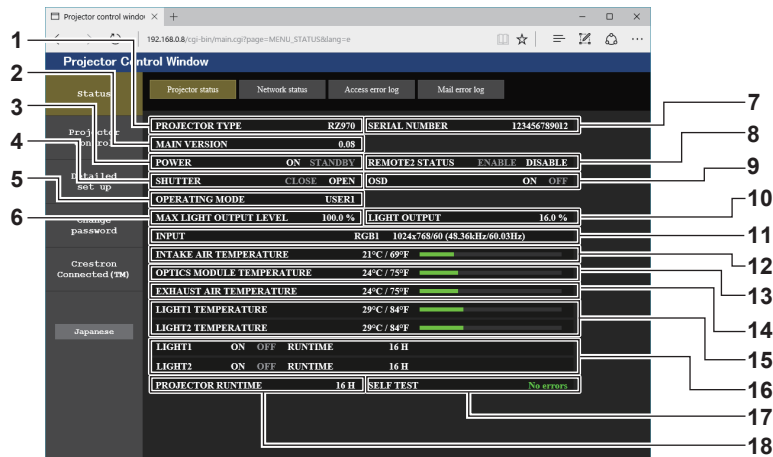 Projector control windov × +
192.168.0.8/cgi-bin/main.cgi?page=MENU_STATUS&lang=e
Projector Control Window
Status
Projector status Network status Access error log Mail error log
Projector
control
Detailed
set up
Change
password
Crestron
Connected(TM)
Japanese
PROJECTOR TYPE RZ970 SERIAL NUMBER 123456789012
MAIN VERSION 0.08
POWER ON STANDBY REMOTE2 STATUS ENABLE DISABLE
SHUTTER CLOSE OPEN OSD ON OFF
OPERATING MODE USER1
MAX LIGHT OUTPUT LEVEL 100.0 % LIGHT OUTPUT 16.0 %
INPUT RGB1 1024x768/60 (48.36kHz/60.03Hz)
INTAKE AIR TEMPERATURE 21°C / 69°F
OPTICS MODULE TEMPERATURE 24°C / 75°F
EXHAUST AIR TEMPERATURE 24°C / 75°F
LIGHT1 TEMPERATURE 29°C / 84°F
LIGHT2 TEMPERATURE 29°C / 84°F
LIGHT1 ON OFF RUNTIME 16 H
LIGHT2 ON OFF RUNTIME 16 H
PROJECTOR RUNTIME 16 H SELF TEST No errors
1
2
3
4
5
6
7
8
9
10
11
12
13
14
15
16
17
18